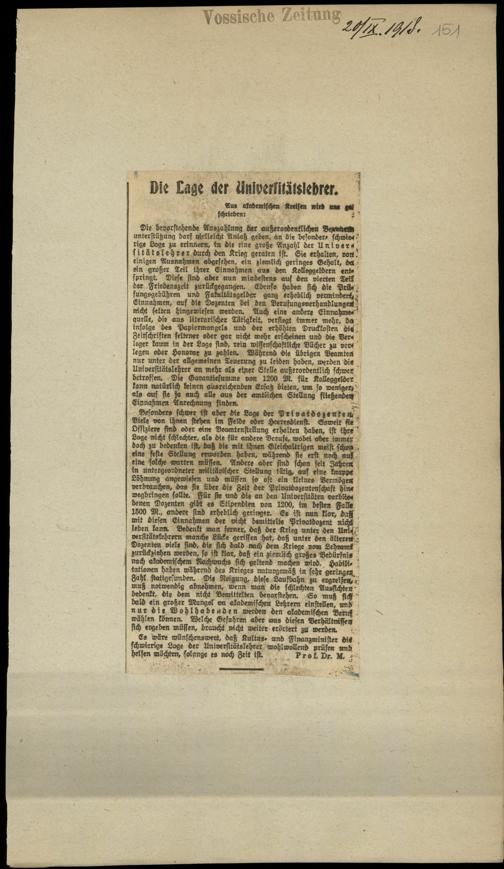 Vossische Zeitung
20/IX. 1918. 151
Die Lage der Universitätslehrer.
Aus akademischen Kreisen wird uns ge
schrieben:
Die bevorstehende Auszahlung der außerordentlichen Beamten
unterstützung darf vielleicht Anlaß geben, an die besonders schwie
rige Lage zu erinnern, in die eine große Anzahl der Univer
sitätslehrer durch den Krieg geraten ist. Sie erhalten, von
einigen Ausnahmen abgesehen, ein ziemlich geringes Gehalt, da
ein großer Teil ihrer Einnahmen aus den Kolleggeldern ent
springt. Diese sind aber nun mindestens auf den vierten Teil
der Friedenszeit zurückgegangen. Ebenso haben sich die Prü
fungsgebühren und Fakultätsgelder ganz erheblich vermindert,
Einnahmen, auf die Dozenten bei den Berufungsverhandlungen
nicht selten hingewiesen werden. Auch eine andere Einnahme
quelle, die aus literarischer Tätigkeit, versiegt immer mehr, da
infolge des Papiermangels und der erhöhten Druckkosten die
Zeitschriften seltener oder gar nicht mehr erscheinen und die Ver
leger kaum in der Lage sind, rein wissenschaftliche Bücher zu ver
legen oder Honorar zu zahlen. Während die übrigen Beamten
nur unter der allgemeinen Teuerung zu leiden haben, werden die
Universitätslehrer an mehr als einer Stelle außerordentlich schwer
betroffen. Die Garantiesumme von 1200 M. für Kolleggelder
kann natürlich keinen ausreichenden Ersatz bieten, um so weniger,
als auf sie ja auch alle aus der amtlichen Stellung fließenden
Einnahmen Anrechnung finden.
Besonders schwer ist aber die Lage der Privatdozenten.
Viele von ihnen stehen im Felde oder Heeresdienst. Soweit sie
Offiziere sind oder eine Beamtenstellung erhalten haben, ist ihre
Lage nicht schlechter, als die für andere Berufe, wobei aber immer
doch zu bedenken ist, daß die mit ihnen Gleichaltrigen meist schon
eine feste Stellung erworben haben, während sie erst noch auf
eine solche warten müssen. Andere aber sind schon seit Jahren
in untergeordneter militärischer Stellung tätig, auf eine knappe
Löhnung angewiesen und müssen so oft ein kleines Vermögen
verbrauchen, das sie über die Zeit der Privatdozentenschaft hin
wegbringen sollte. Für sie und die an den Universitäten verblie
benen Dozenten gibt es Stipendien von 1200, im besten Falle
1500 M., andere sind erheblich geringer. Es ist nun klar, daß
mit diesen Einnahmen der nicht bemittelte Privatdozent nicht
leben kann. Bedenkt man ferner, daß der Krieg unter den Uni
versitätslehrern manche Lücke gerissen hat, daß unter den älteren
Dozenten viele sind, die sich bald nach dem Kriege vom Lehramt
zurückziehen werden, so ist klar, daß ein ziemlich großes Bedürfnis
nach akademischem Nachwuchs sich geltend machen wird. Habili
tationen haben während des Krieges naturgemäß in sehr geringer
Zahl stattgefunden. Die Neigung, diese Laufbahn zu ergreifen,
muß notwendig abnehmen, wenn man die schlechten Aussichten
bedenkt, die dem nicht Bemittelten bevorstehen. So muß sich
bald ein großer Mangel an akademischen Lehrern einstellen, und
nur die Wohlhabenden werden den akademischen Beruf
wählen können. Welche Gefahren aber aus diesen Verhältnissen
sich ergeben müssen, braucht nicht weiter erörtert zu werden.
Es wäre wünschenswert, daß Kultus- und Finanzminister die
schwierige Lage der Universitätslehrer wohlwollend prüfen und
helfen möchten, solange es noch Zeit ist. Prof. Dr. M.